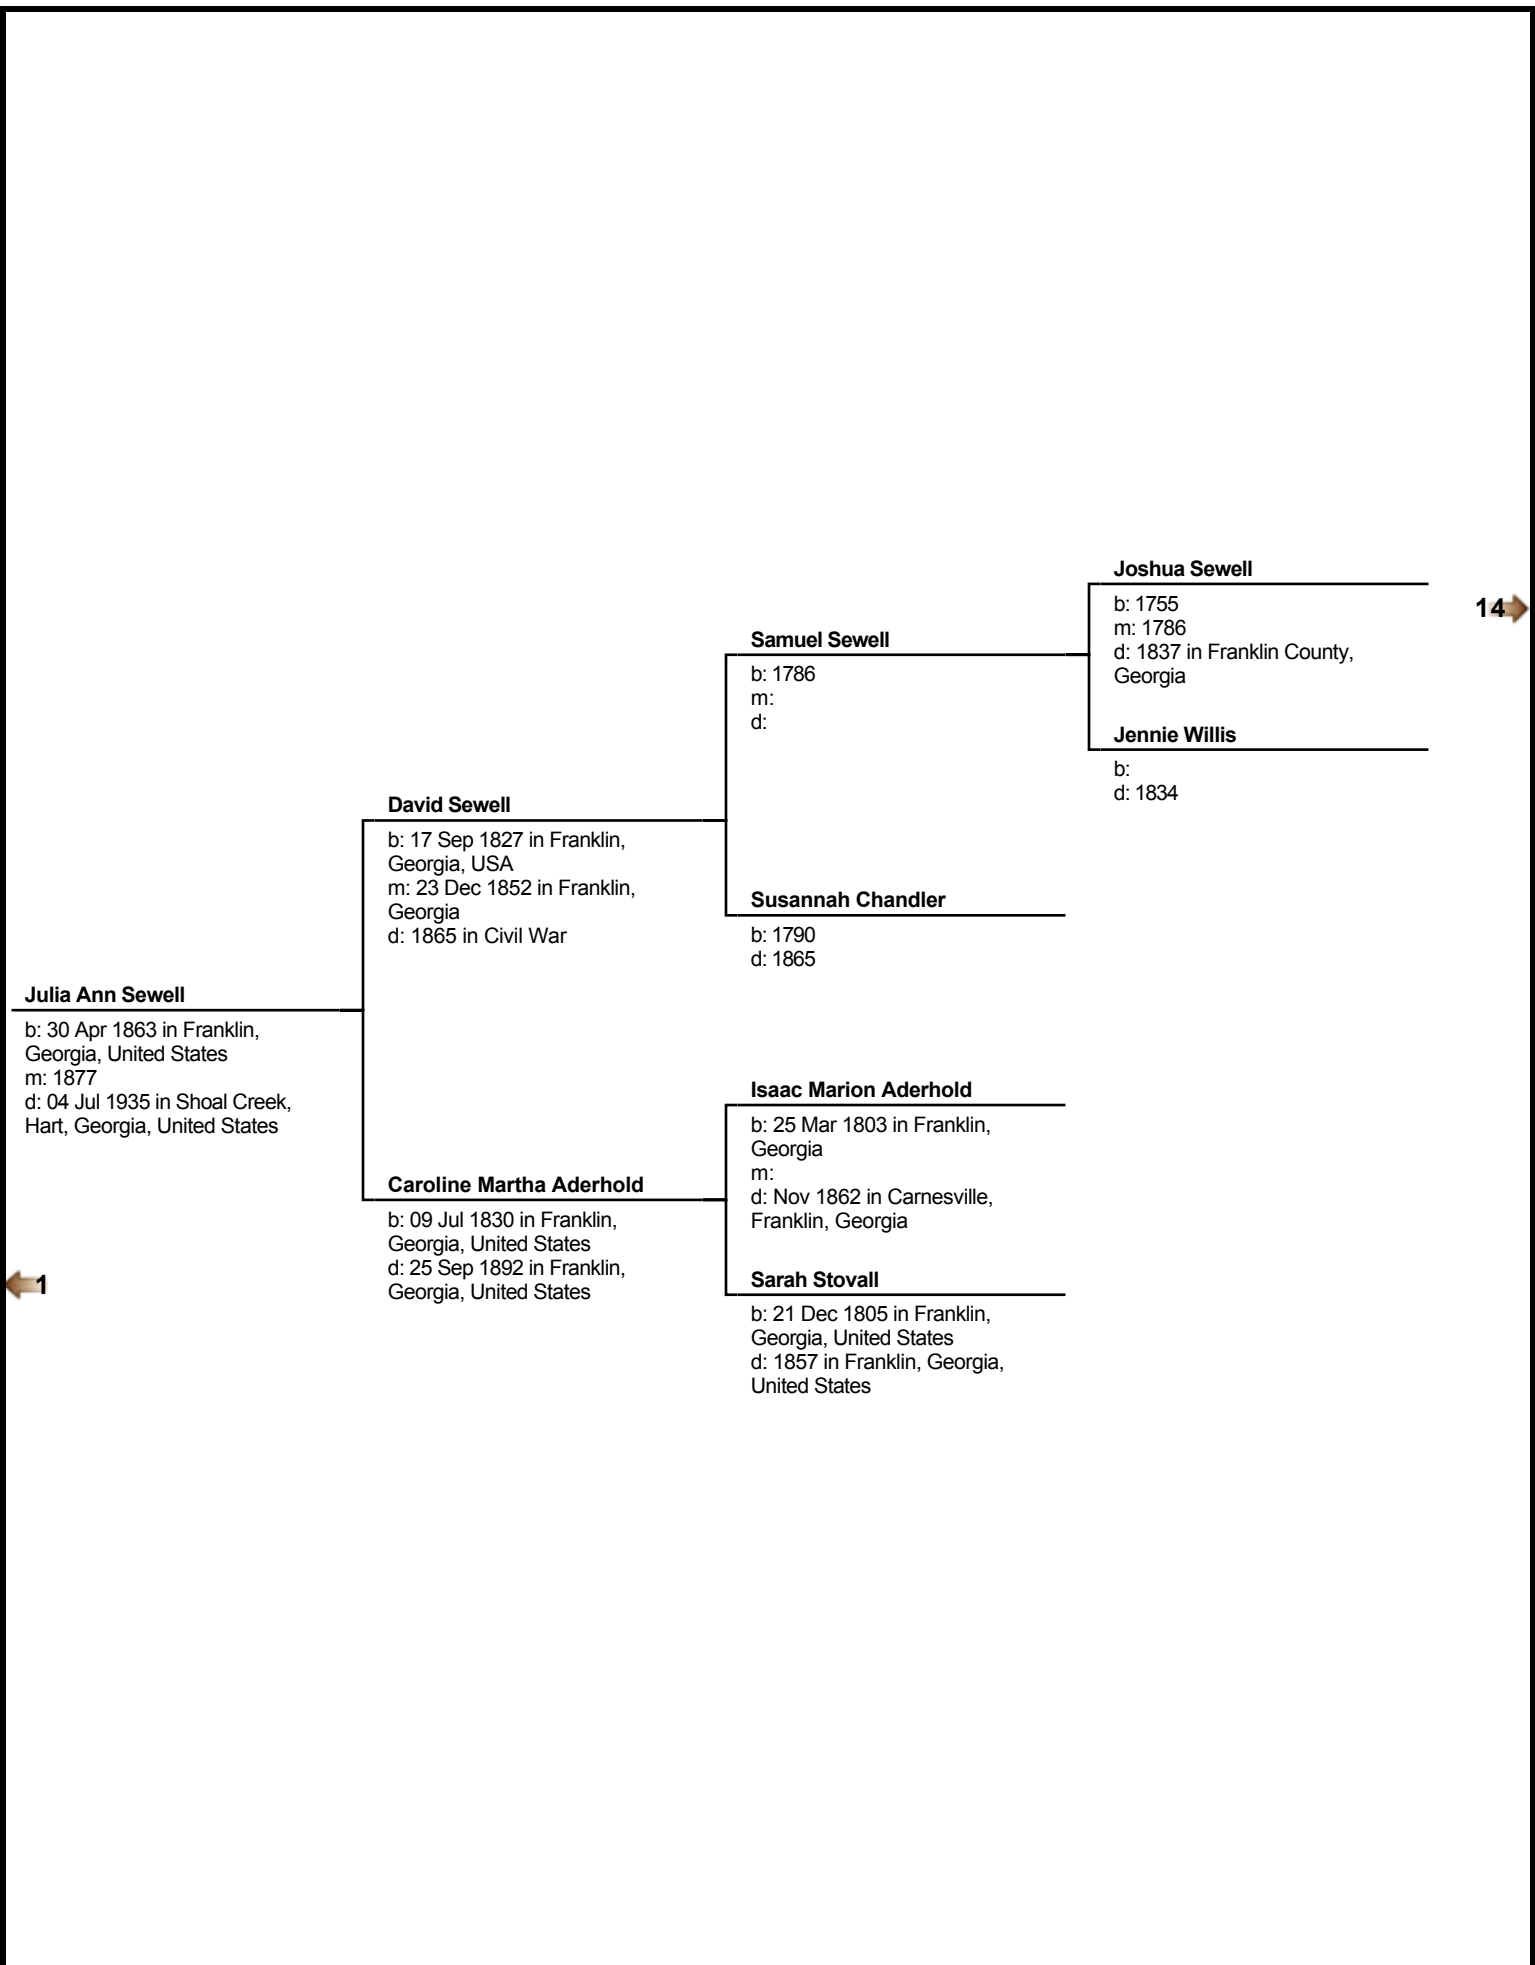 Joshua Sewell
b: 1755
m: 1786
d: 1837 in Franklin County,
Georgia
14
Samuel Sewell
b: 1786
m:
d:
Jennie Willis
b:
d: 1834
David Sewell
b: 17 Sep 1827 in Franklin,
Georgia, USA
m: 23 Dec 1852 in Franklin,
Georgia
d: 1865 in Civil War
Susannah Chandler
b: 1790
d: 1865
Julia Ann Sewell
b: 30 Apr 1863 in Franklin,
Georgia, United States
m: 1877
d: 04 Jul 1935 in Shoal Creek,
Hart, Georgia, United States
Isaac Marion Aderhold
b: 25 Mar 1803 in Franklin,
Georgia
m:
d: Nov 1862 in Carnesville,
Franklin, Georgia
Caroline Martha Aderhold
b: 09 Jul 1830 in Franklin,
Georgia, United States
d: 25 Sep 1892 in Franklin,
Georgia, United States
1
Sarah Stovall
b: 21 Dec 1805 in Franklin,
Georgia, United States
d: 1857 in Franklin, Georgia,
United States